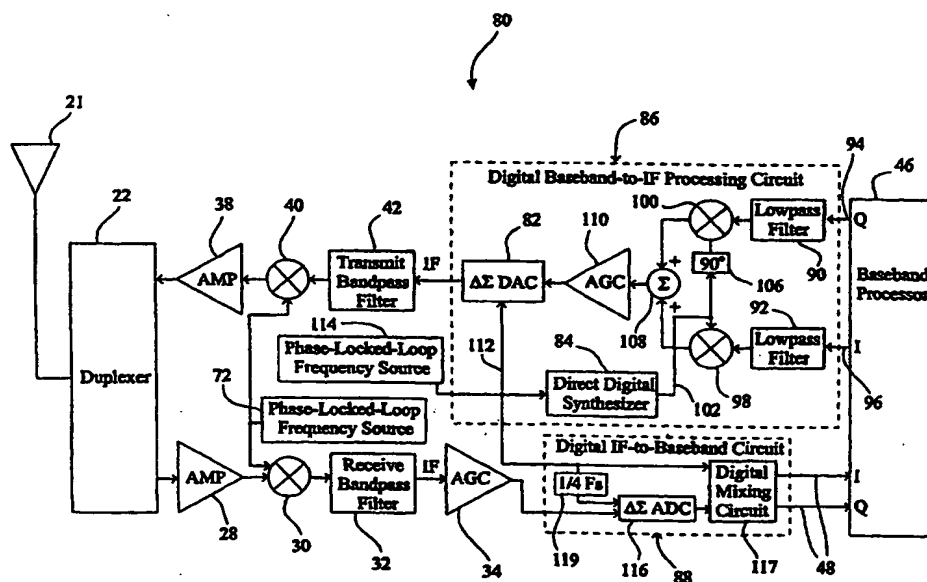 80
21
86
94
46
Digital Baseband-to-IF Processing Circuit
22
38
40
42
82
110
100
Q
Lowpass
Filter
90°
106
90
AMP
Transmit
Bandpass
Filter
IF
ΔΣ DAC
AGC
Σ
+
+
Baseband
Processor
108
92
114
112
84
Lowpass
Filter
I
Phase-Locked-Loop
Frequency Source
Duplexer
72
Direct Digital
Synthesizer
102
98
96
Phase-Locked-Loop
Frequency Source
Digital IF-to-Baseband Circuit
AMP
Receive
Bandpass
Filter
IF
AGC
1/4 Fs
ΔΣ ADC
Digital
Mixing
Circuit
I
Q
28
30
32
34
119
116
88
117
48